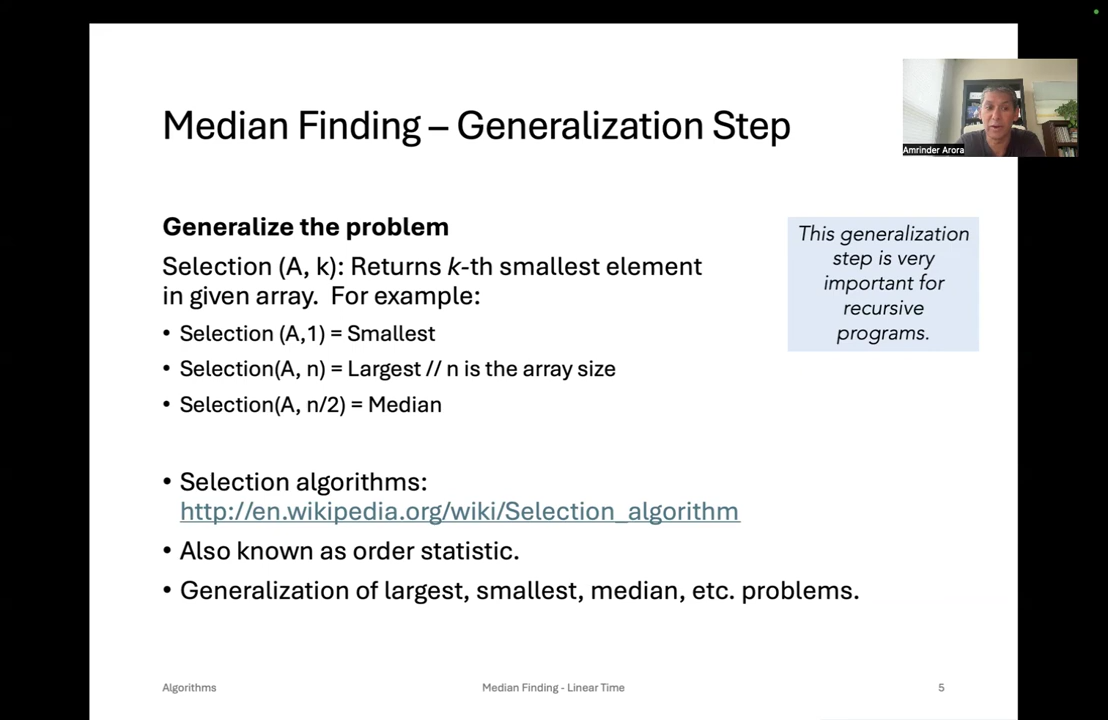 Median Finding – Generalization Step
Amrinder Arora
Generalize the problem
Selection (A, k): Returns k-th smallest element
in given array.  For example:
• Selection (A,1) = Smallest
• Selection(A, n) = Largest // n is the array size
• Selection(A, n/2) = Median
This generalization
step is very
important for
recursive
programs.
• Selection algorithms:
http://en.wikipedia.org/wiki/Selection_algorithm
• Also known as order statistic.
• Generalization of largest, smallest, median, etc. problems.
Algorithms
Median Finding - Linear Time
5